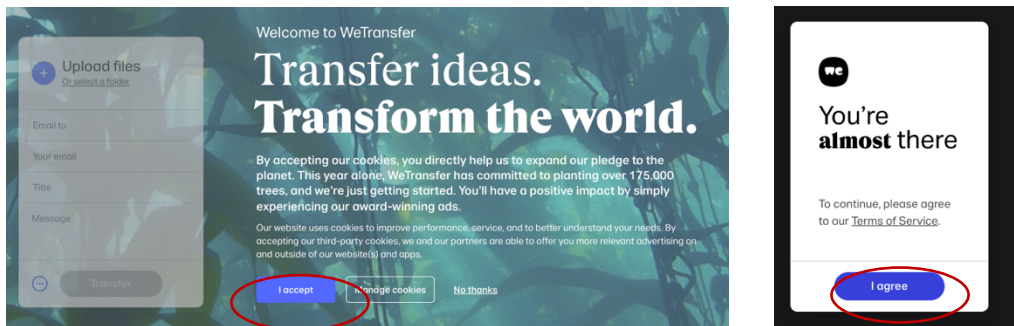 Upload files
Or select a folder
Email to
Your email
Title
Message
Transfer
Welcome to WeTransfer
Transfer ideas.
Transform the world.
By accepting our cookies, you directly help us to expand our pledge to the
planet. This year alone, WeTransfer has committed to planting over 175,000
trees, and we're just getting started. You'll have a positive impact by simply
experiencing our award-winning ads.
Our website uses cookies to improve performance, service, and to better understand your needs. By
accepting our third-party cookies, we and our partners are able to offer you more relevant advertising on
and outside of our website(s) and apps.
I accept
Manage cookies
No thanks
we
You're
almost there
To continue, please agree
to our Terms of Service.
I agree